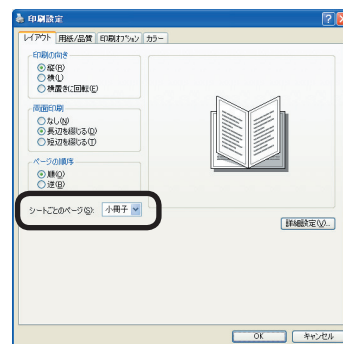 印刷設定
レイアウト 用紙/品質 印刷オプション カラー
印刷の向き
縦(R)
横(L)
横置きに回転(E)
両面印刷
なし(N)
長辺を綴じる(D)
短辺を綴じる(T)
ページの順序
順(O)
逆(B)
シートごとのページ(S): 小冊子
詳細設定(V)...
OK キャンセル